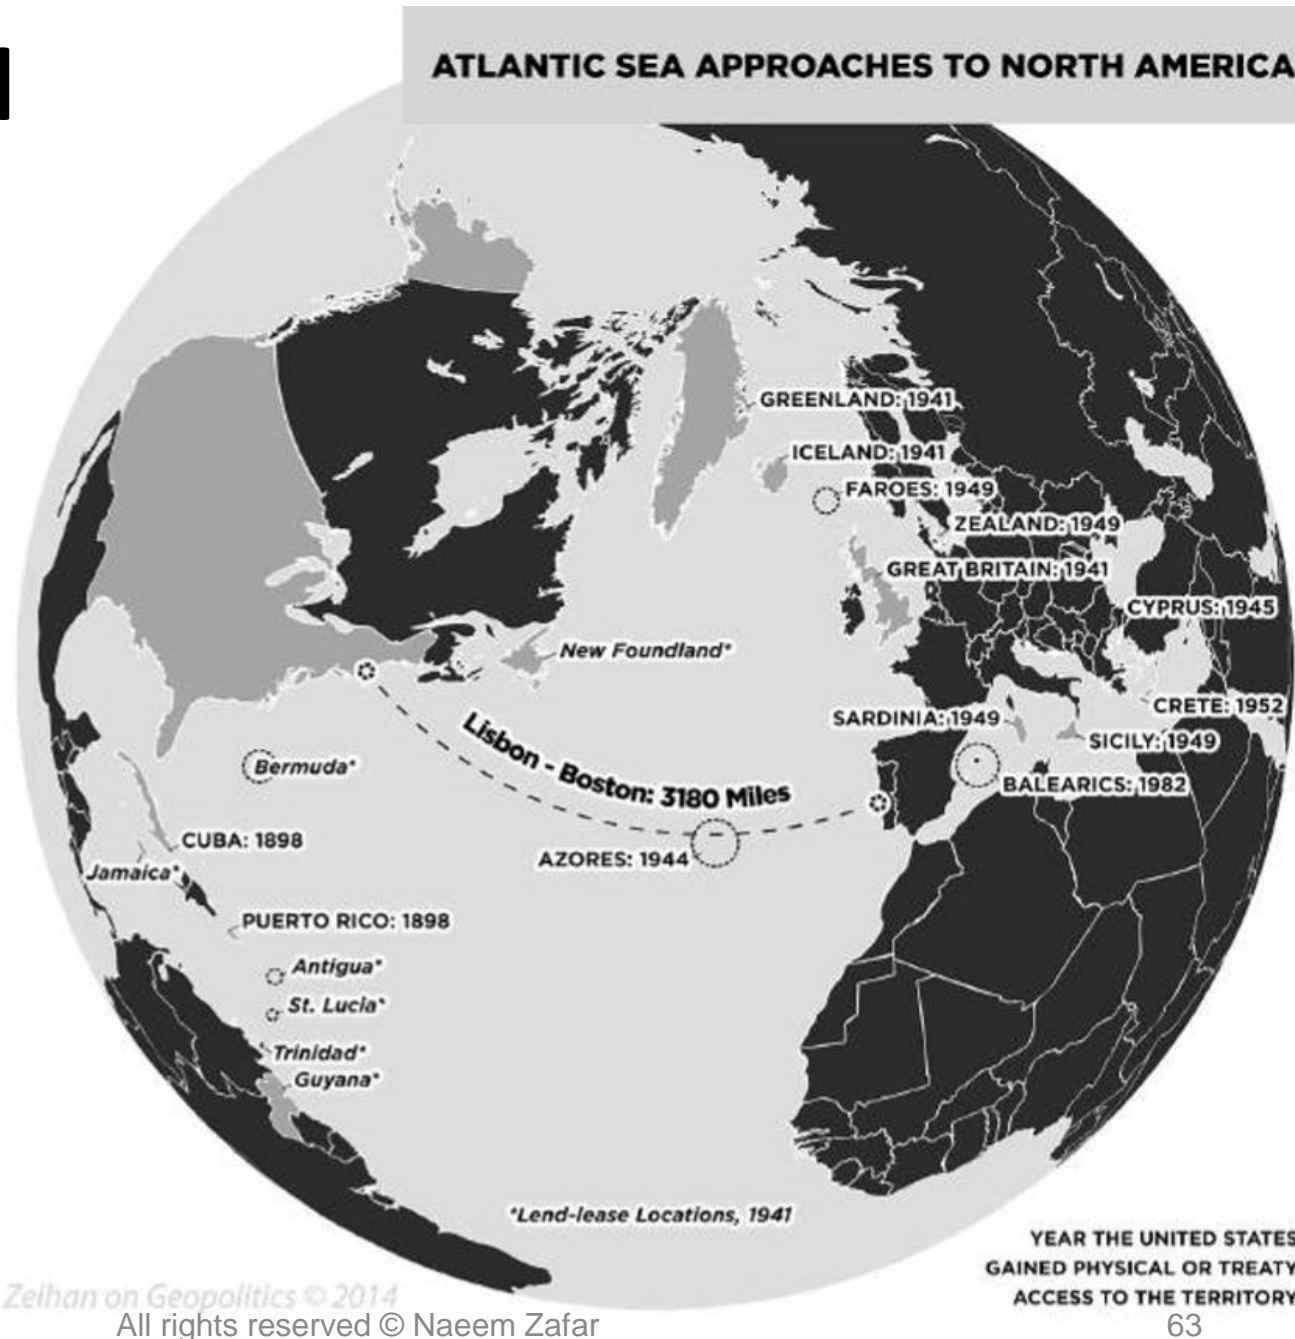 ATLANTIC SEA APPROACHES TO NORTH AMERICA
GREENLAND: 1941
ICELAND: 1941
FAROES: 1949
ZEALAND: 1949
GREAT BRITAIN: 1941
CYPRUS: 1945
New Foundland*
CRETE: 1952
SARDINIA: 1949
SICILY: 1949
Lisbon - Boston: 3180 Miles
Bermuda*
BALEARICS: 1982
CUBA: 1898
AZORES: 1944
Jamaica*
PUERTO RICO: 1898
Antigua*
St. Lucia*
Trinidad*
Guyana*
*Lend-lease Locations, 1941
YEAR THE UNITED STATES
GAINED PHYSICAL OR TREATY
ACCESS TO THE TERRITORY
Zeihan on Geopolitics © 2014
All rights reserved © Naeem Zafar
63